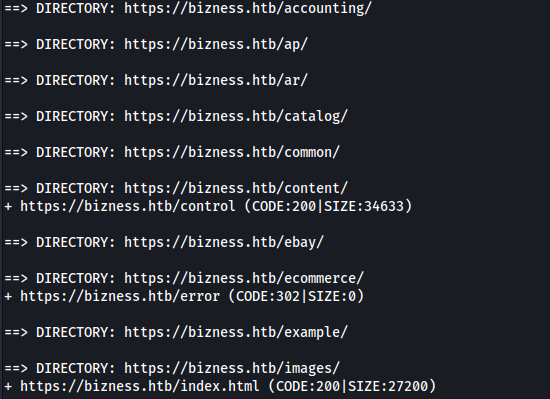 ==> DIRECTORY: https://bizness.htb/accounting/
==> DIRECTORY: https://bizness.htb/ap/
==> DIRECTORY: https://bizness.htb/ar/
==> DIRECTORY: https://bizness.htb/catalog/
==> DIRECTORY: https://bizness.htb/common/
==> DIRECTORY: https://bizness.htb/content/
+ https://bizness.htb/control (CODE:200|SIZE:34633)
==> DIRECTORY: https://bizness.htb/ebay/
==> DIRECTORY: https://bizness.htb/ecommerce/
+ https://bizness.htb/error (CODE:302|SIZE:0)
==> DIRECTORY: https://bizness.htb/example/
==> DIRECTORY: https://bizness.htb/images/
+ https://bizness.htb/index.html (CODE:200|SIZE:27200)